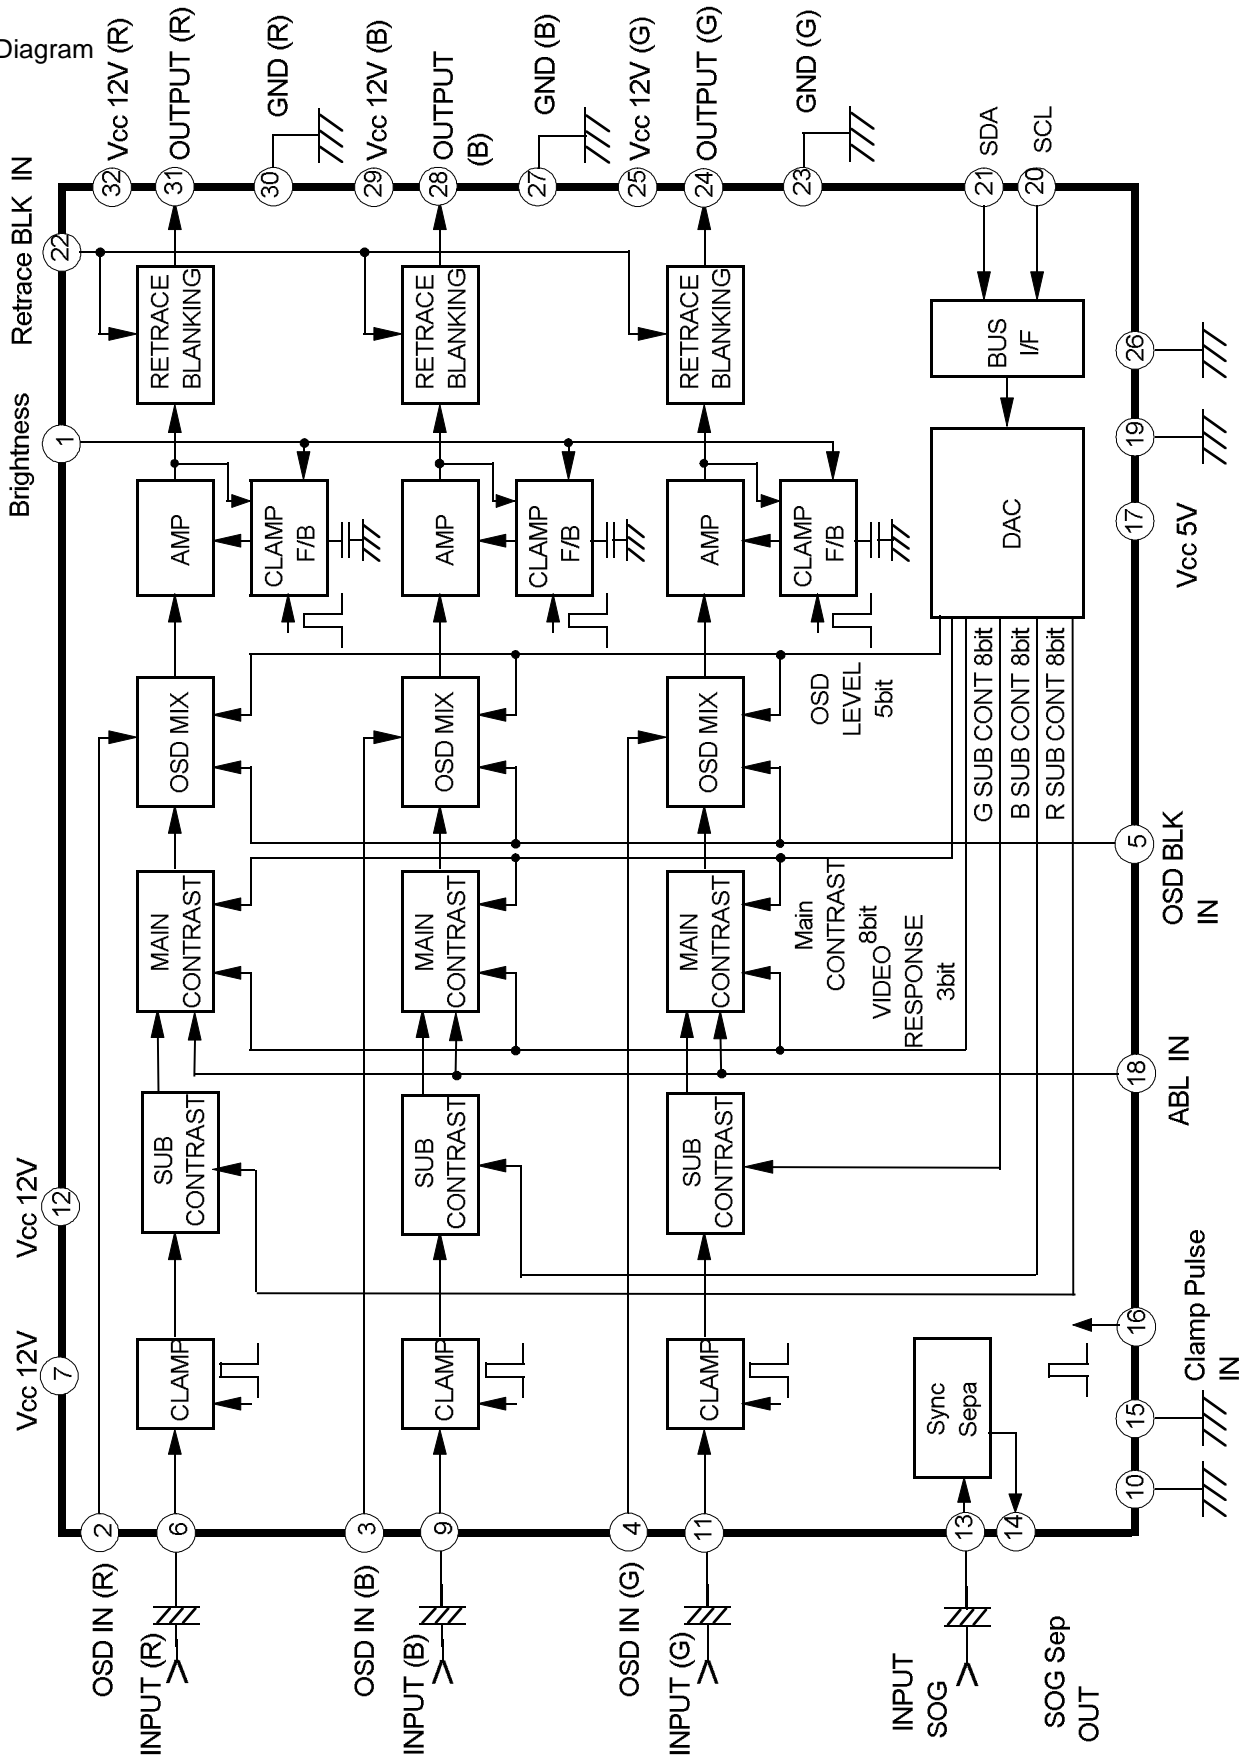 Diagram
Vcc 12V
7
Vcc 12V
12
Brightness
1
Retrace BLK IN
22
OSD IN (R)
2
INPUT (R)
6
CLAMP
SUB
CONTRAST
MAIN
CONTRAST
OSD MIX
AMP
CLAMP
F/B
RETRACE
BLANKING
32
Vcc 12V (R)
31
OUTPUT (R)
30
GND (R)
OSD IN (B)
3
INPUT (B)
9
CLAMP
SUB
CONTRAST
MAIN
CONTRAST
OSD MIX
AMP
CLAMP
F/B
RETRACE
BLANKING
29
Vcc 12V (B)
28
OUTPUT
(B)
27
GND (B)
OSD IN (G)
4
INPUT (G)
11
CLAMP
SUB
CONTRAST
MAIN
CONTRAST
OSD MIX
AMP
CLAMP
F/B
RETRACE
BLANKING
25
Vcc 12V (G)
24
OUTPUT (G)
23
GND (G)
Main
CONTRAST
8bit
VIDEO
RESPONSE
3bit
OSD
LEVEL
5bit
G SUB CONT 8bit
B SUB CONT 8bit
R SUB CONT 8bit
DAC
BUS
I/F
21
SDA
20
SCL
INPUT
SOG
13
Sync
Sepa
14
SOG Sep
OUT
10
15
16
Clamp Pulse
IN
18
ABL IN
5
OSD BLK
IN
17
Vcc 5V
19
26